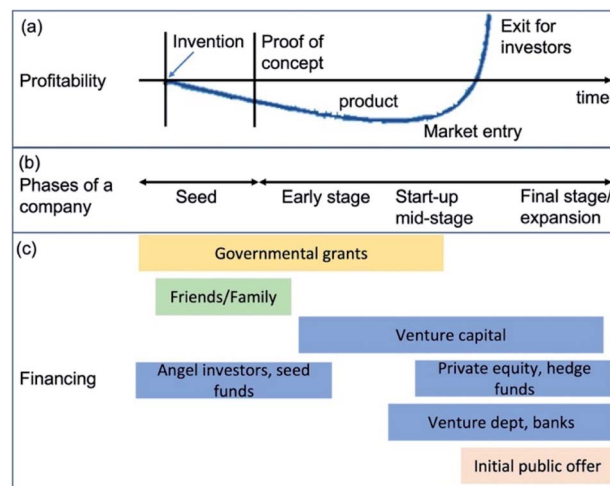 (a)
Invention
Proof of
concept
Exit for
investors
Profitability
product
time
Market entry
(b)
Phases of a
company
Seed
Early stage
Start-up
mid-stage
Final stage/
expansion
(c)
Governmental grants
Friends/Family
Venture capital
Financing
Angel investors, seed
funds
Private equity, hedge
funds
Venture dept, banks
Initial public offer